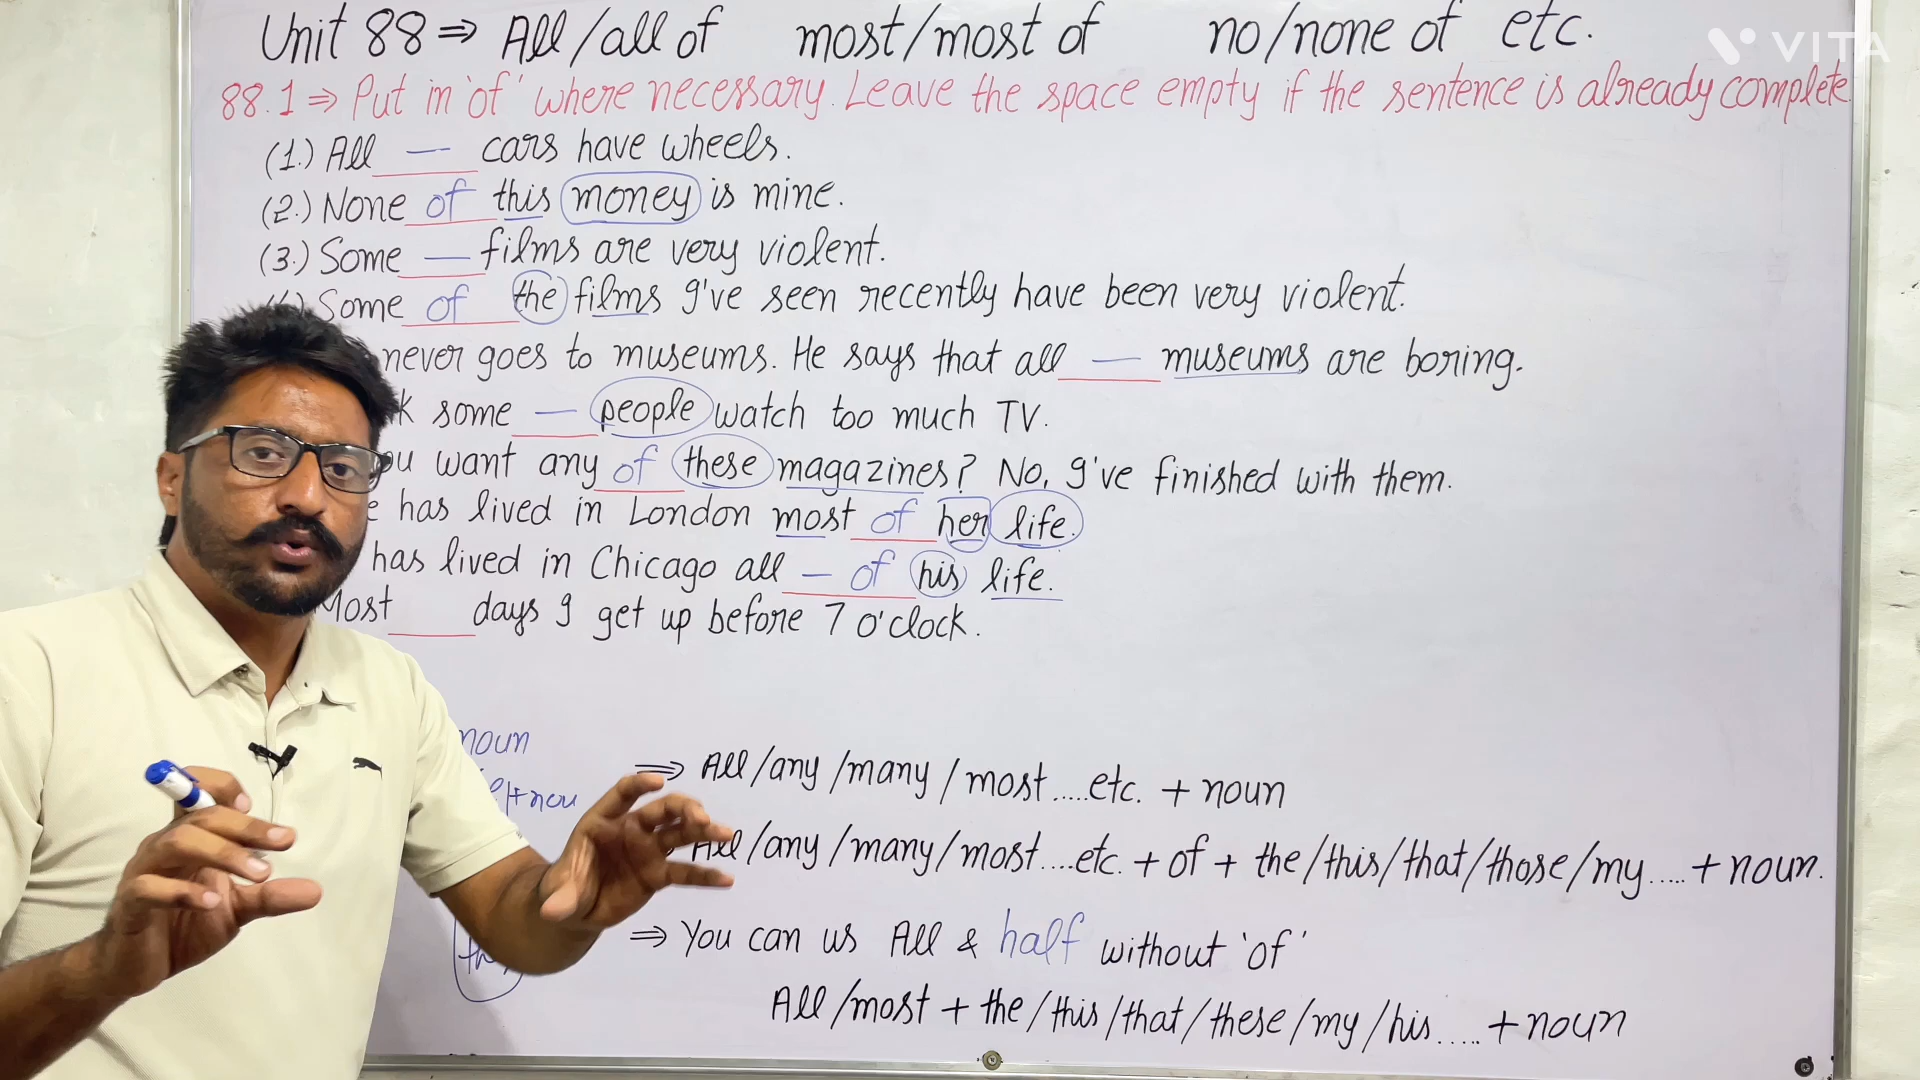 Unit 88 ⇒ All/all of most/most of no/none of etc.
VITA
88.1 ⇒ Put in 'of' where necessary. Leave the space empty if the sentence is already complete.
(1.) All — cars have wheels.
(2.) None of this money is mine.
(3.) Some — films are very violent.
Some of the films I've seen recently have been very violent.
never goes to museums. He says that all — museums are boring.
k some — people watch too much TV.
ou want any of these magazines? No, I've finished with them.
e has lived in London most of her life.
has lived in Chicago all — of his life.
Most ____ days I get up before 7 o'clock.
noun
+nou
⇒ All/any/many/most.....etc. + noun
All/any/many/most....etc. + of + the/this/that/those/my..... + noun.
⇒ You can us All & half without 'of'
All/most + the/this/that/these/my/his..... + noun